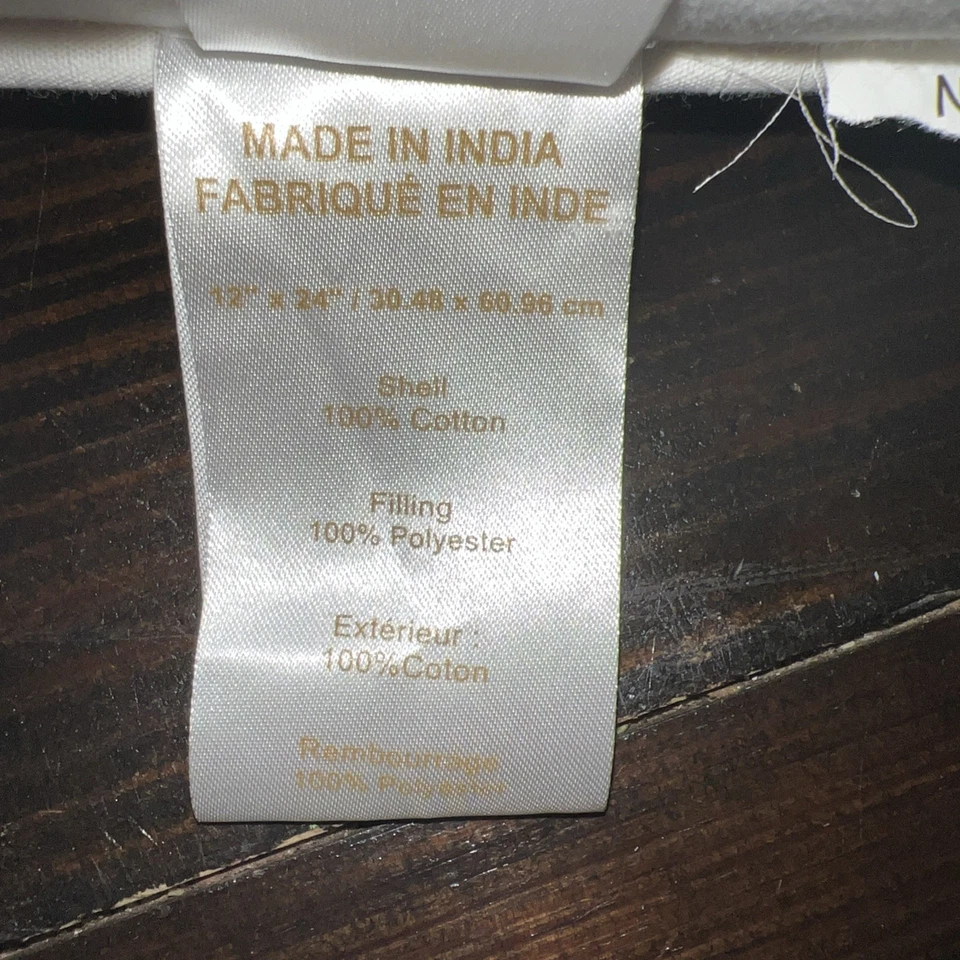 MADE IN INDIA
FABRIQUÉ EN INDE
12" x 24" / 30.48 x 60.96 cm
Shell
100% Cotton
Filling
100% Polyester
Extérieur :
100%Coton
Rembourrage
100% Polyester
N